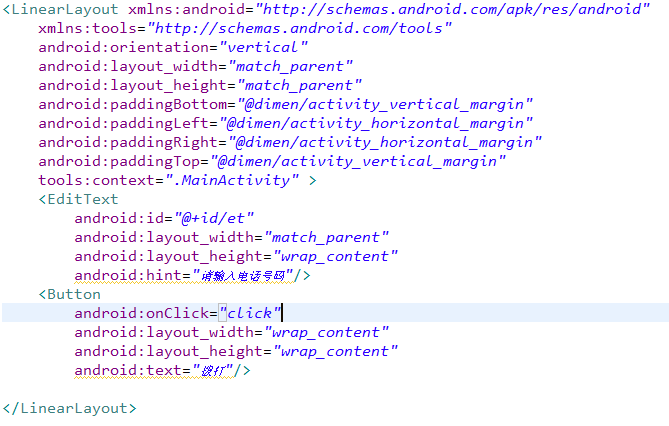 <LinearLayout xmlns:android="http://schemas.android.com/apk/res/android"
    xmlns:tools="http://schemas.android.com/tools"
    android:orientation="vertical"
    android:layout_width="match_parent"
    android:layout_height="match_parent"
    android:paddingBottom="@dimen/activity_vertical_margin"
    android:paddingLeft="@dimen/activity_horizontal_margin"
    android:paddingRight="@dimen/activity_horizontal_margin"
    android:paddingTop="@dimen/activity_vertical_margin"
    tools:context=".MainActivity" >
    <EditText
        android:id="@+id/et"
        android:layout_width="match_parent"
        android:layout_height="wrap_content"
        android:hint="请输入电话号码"/>
    <Button
        android:onClick="click"
        android:layout_width="wrap_content"
        android:layout_height="wrap_content"
        android:text="拨打"/>
</LinearLayout>